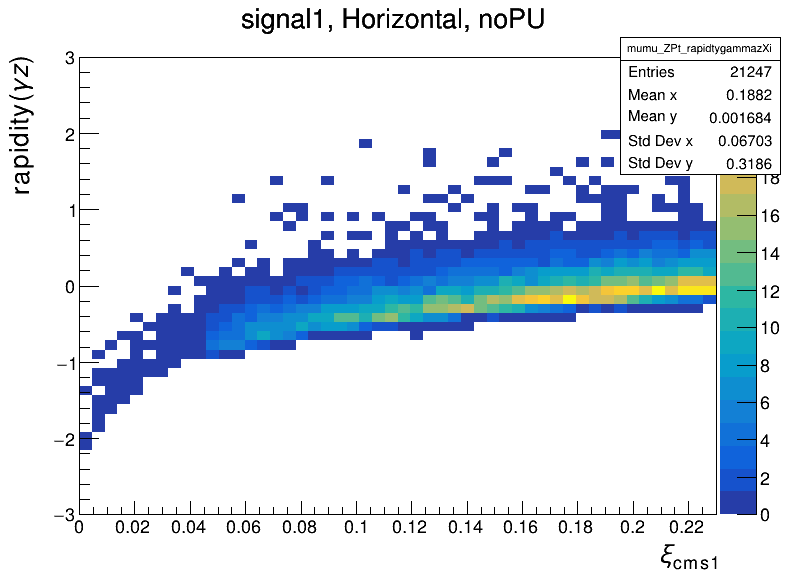 signal1, Horizontal, noPU
mumu_ZPt_rapidtygammazXi
Entries 21247
Mean x 0.1882
Mean y 0.001684
Std Dev x 0.06703
Std Dev y 0.3186
rapidity(γz)
3
2
1
0
−1
−2
−3
18
16
14
12
10
8
6
4
2
0
0 0.02 0.04 0.06 0.08 0.1 0.12 0.14 0.16 0.18 0.2 0.22
ξcms1